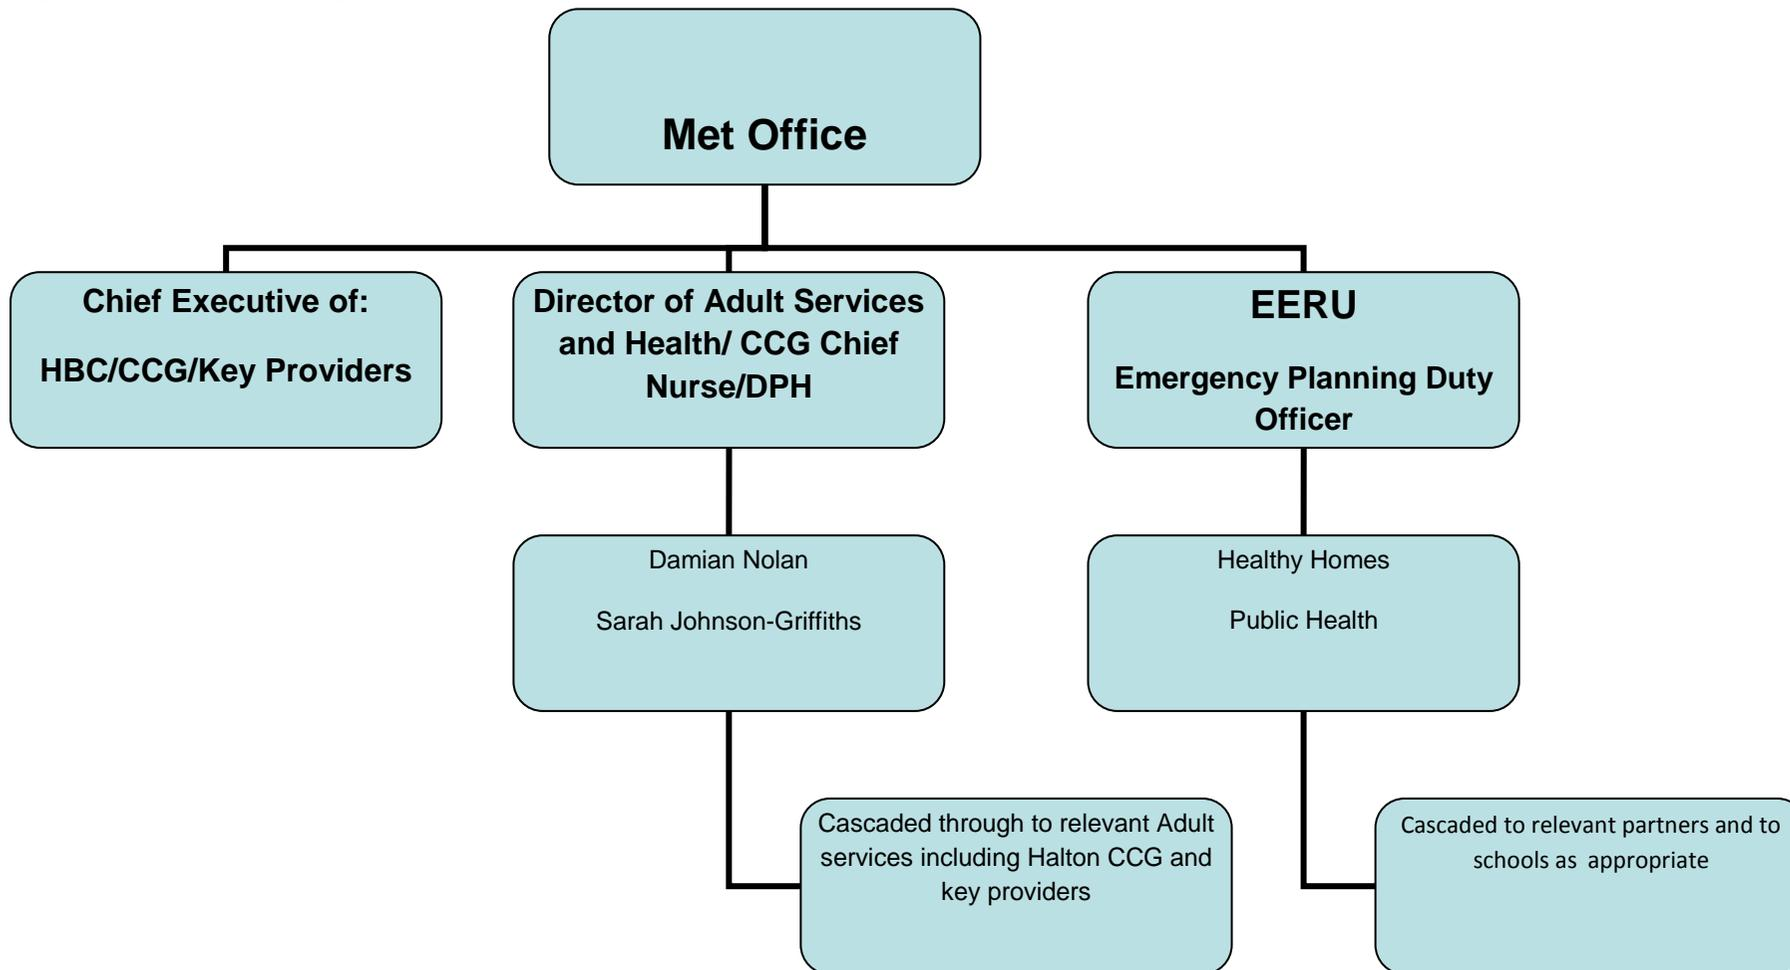 Met Office
Chief Executive of:
HBC/CCG/Key Providers
Director of Adult Services
and Health/ CCG Chief
Nurse/DPH
EERU
Emergency Planning Duty
Officer
Damian Nolan
Sarah Johnson-Griffiths
Healthy Homes
Public Health
Cascaded through to relevant Adult
services including Halton CCG and
key providers
Cascaded to relevant partners and to
schools as  appropriate